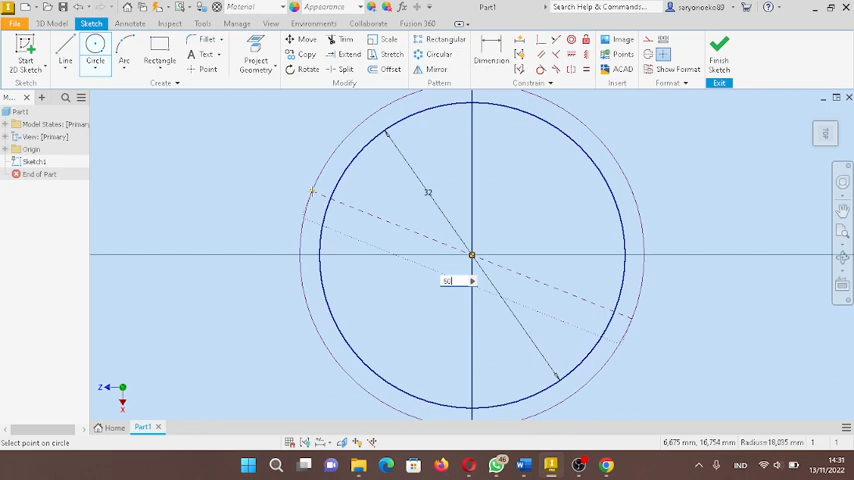 Material
Appearance
Part1
Search Help & Commands...
saryonoeko89
File
3D Model
Sketch
Annotate
Inspect
Tools
Manage
View
Environments
Collaborate
Fusion 360
Start
2D Sketch
Line
Circle
Arc
Rectangle
Fillet
Text
Point
Project
Geometry
Move
Copy
Rotate
Trim
Extend
Split
Scale
Stretch
Offset
Rectangular
Circular
Mirror
Dimension
Image
Points
ACAD
Show Format
Finish
Sketch
Sketch
Create
Modify
Pattern
Constrain
Insert
Format
Exit
M...
Part1
Model States: [Primary
View: [Primary]
Origin
Sketch1
End of Part
TOP
32
50
Z
X
Home
Part1
Select point on circle
6,675 mm, 16,754 mm
Radius=18,035 mm
1
1
46
IND
14:31
13/11/2022